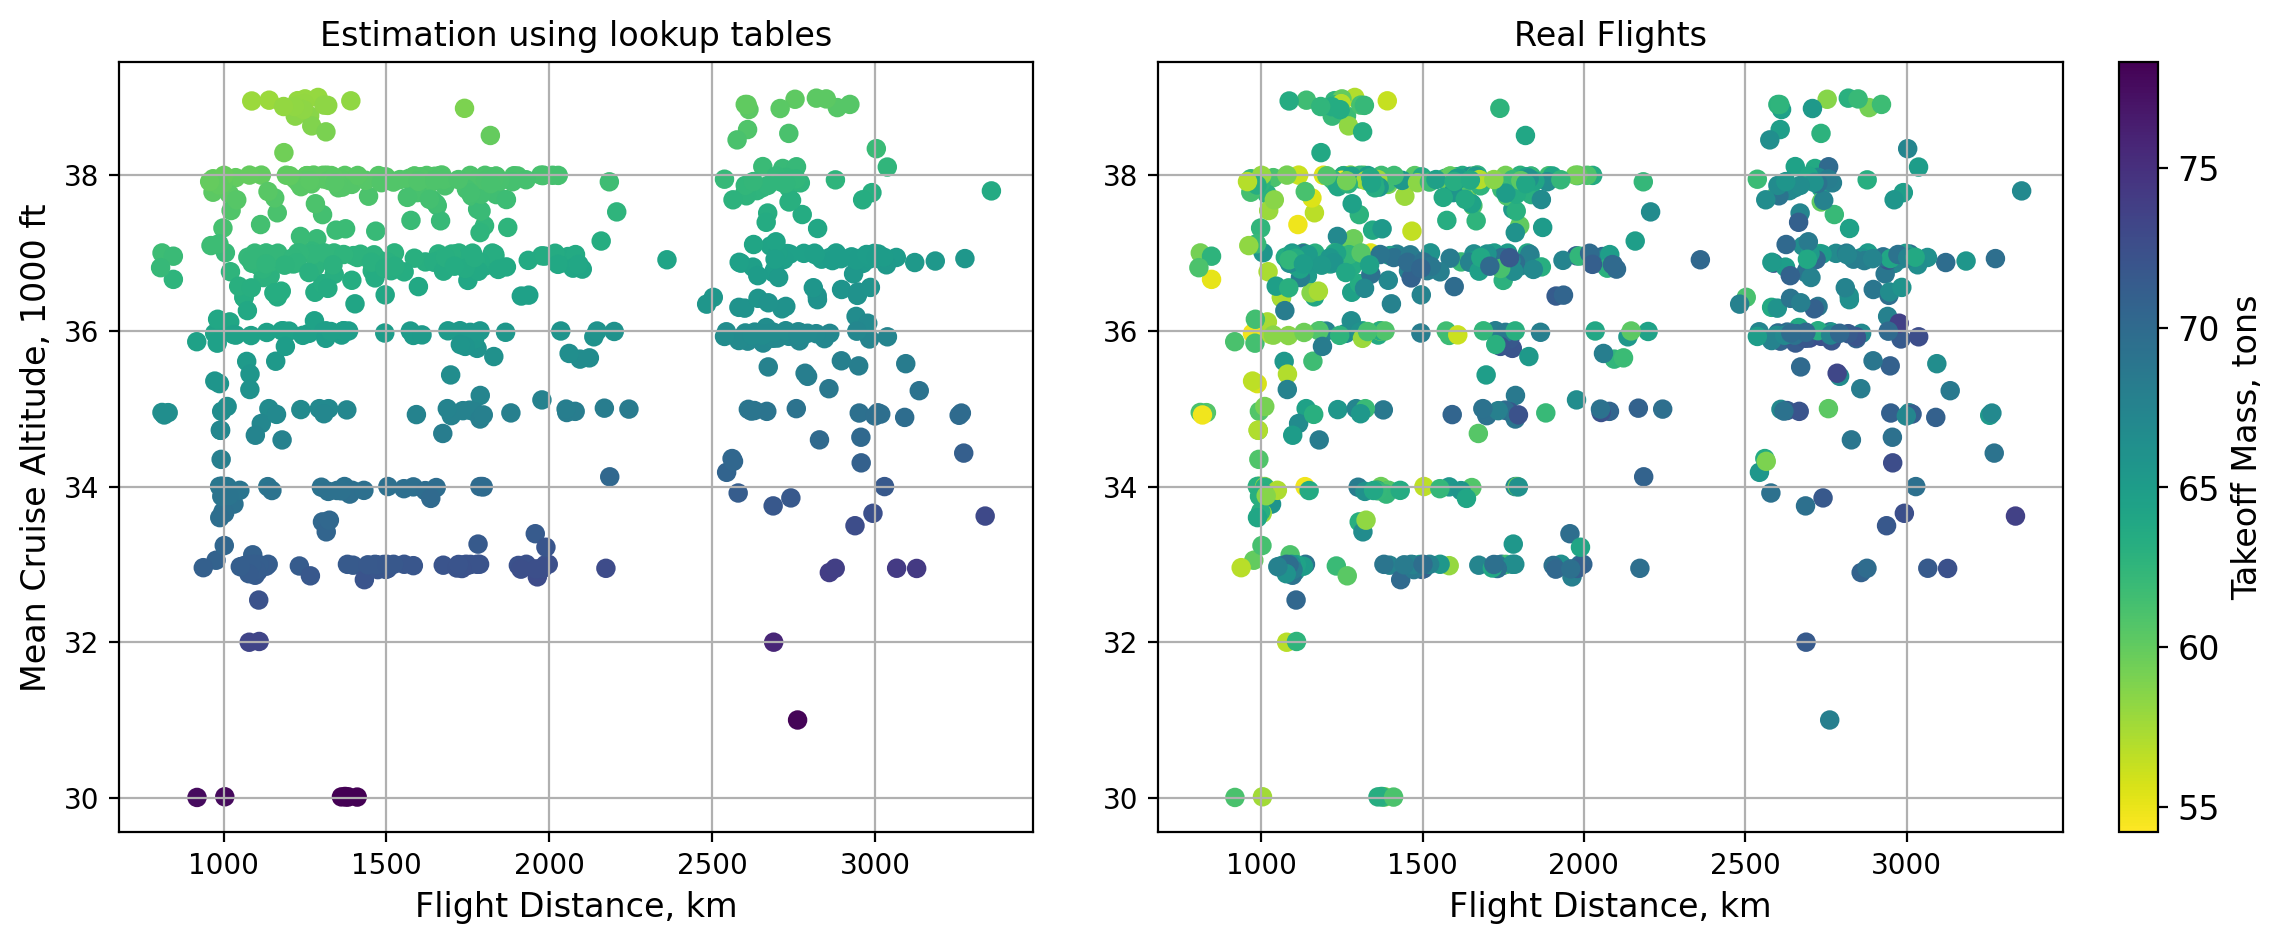 Estimation using lookup tables
Real Flights
Mean Cruise Altitude, 1000 ft
38
36
34
32
30
1000 1500 2000 2500 3000
Flight Distance, km
38
36
34
32
30
1000 1500 2000 2500 3000
Flight Distance, km
75
70
65
60
55
Takeoff Mass, tons